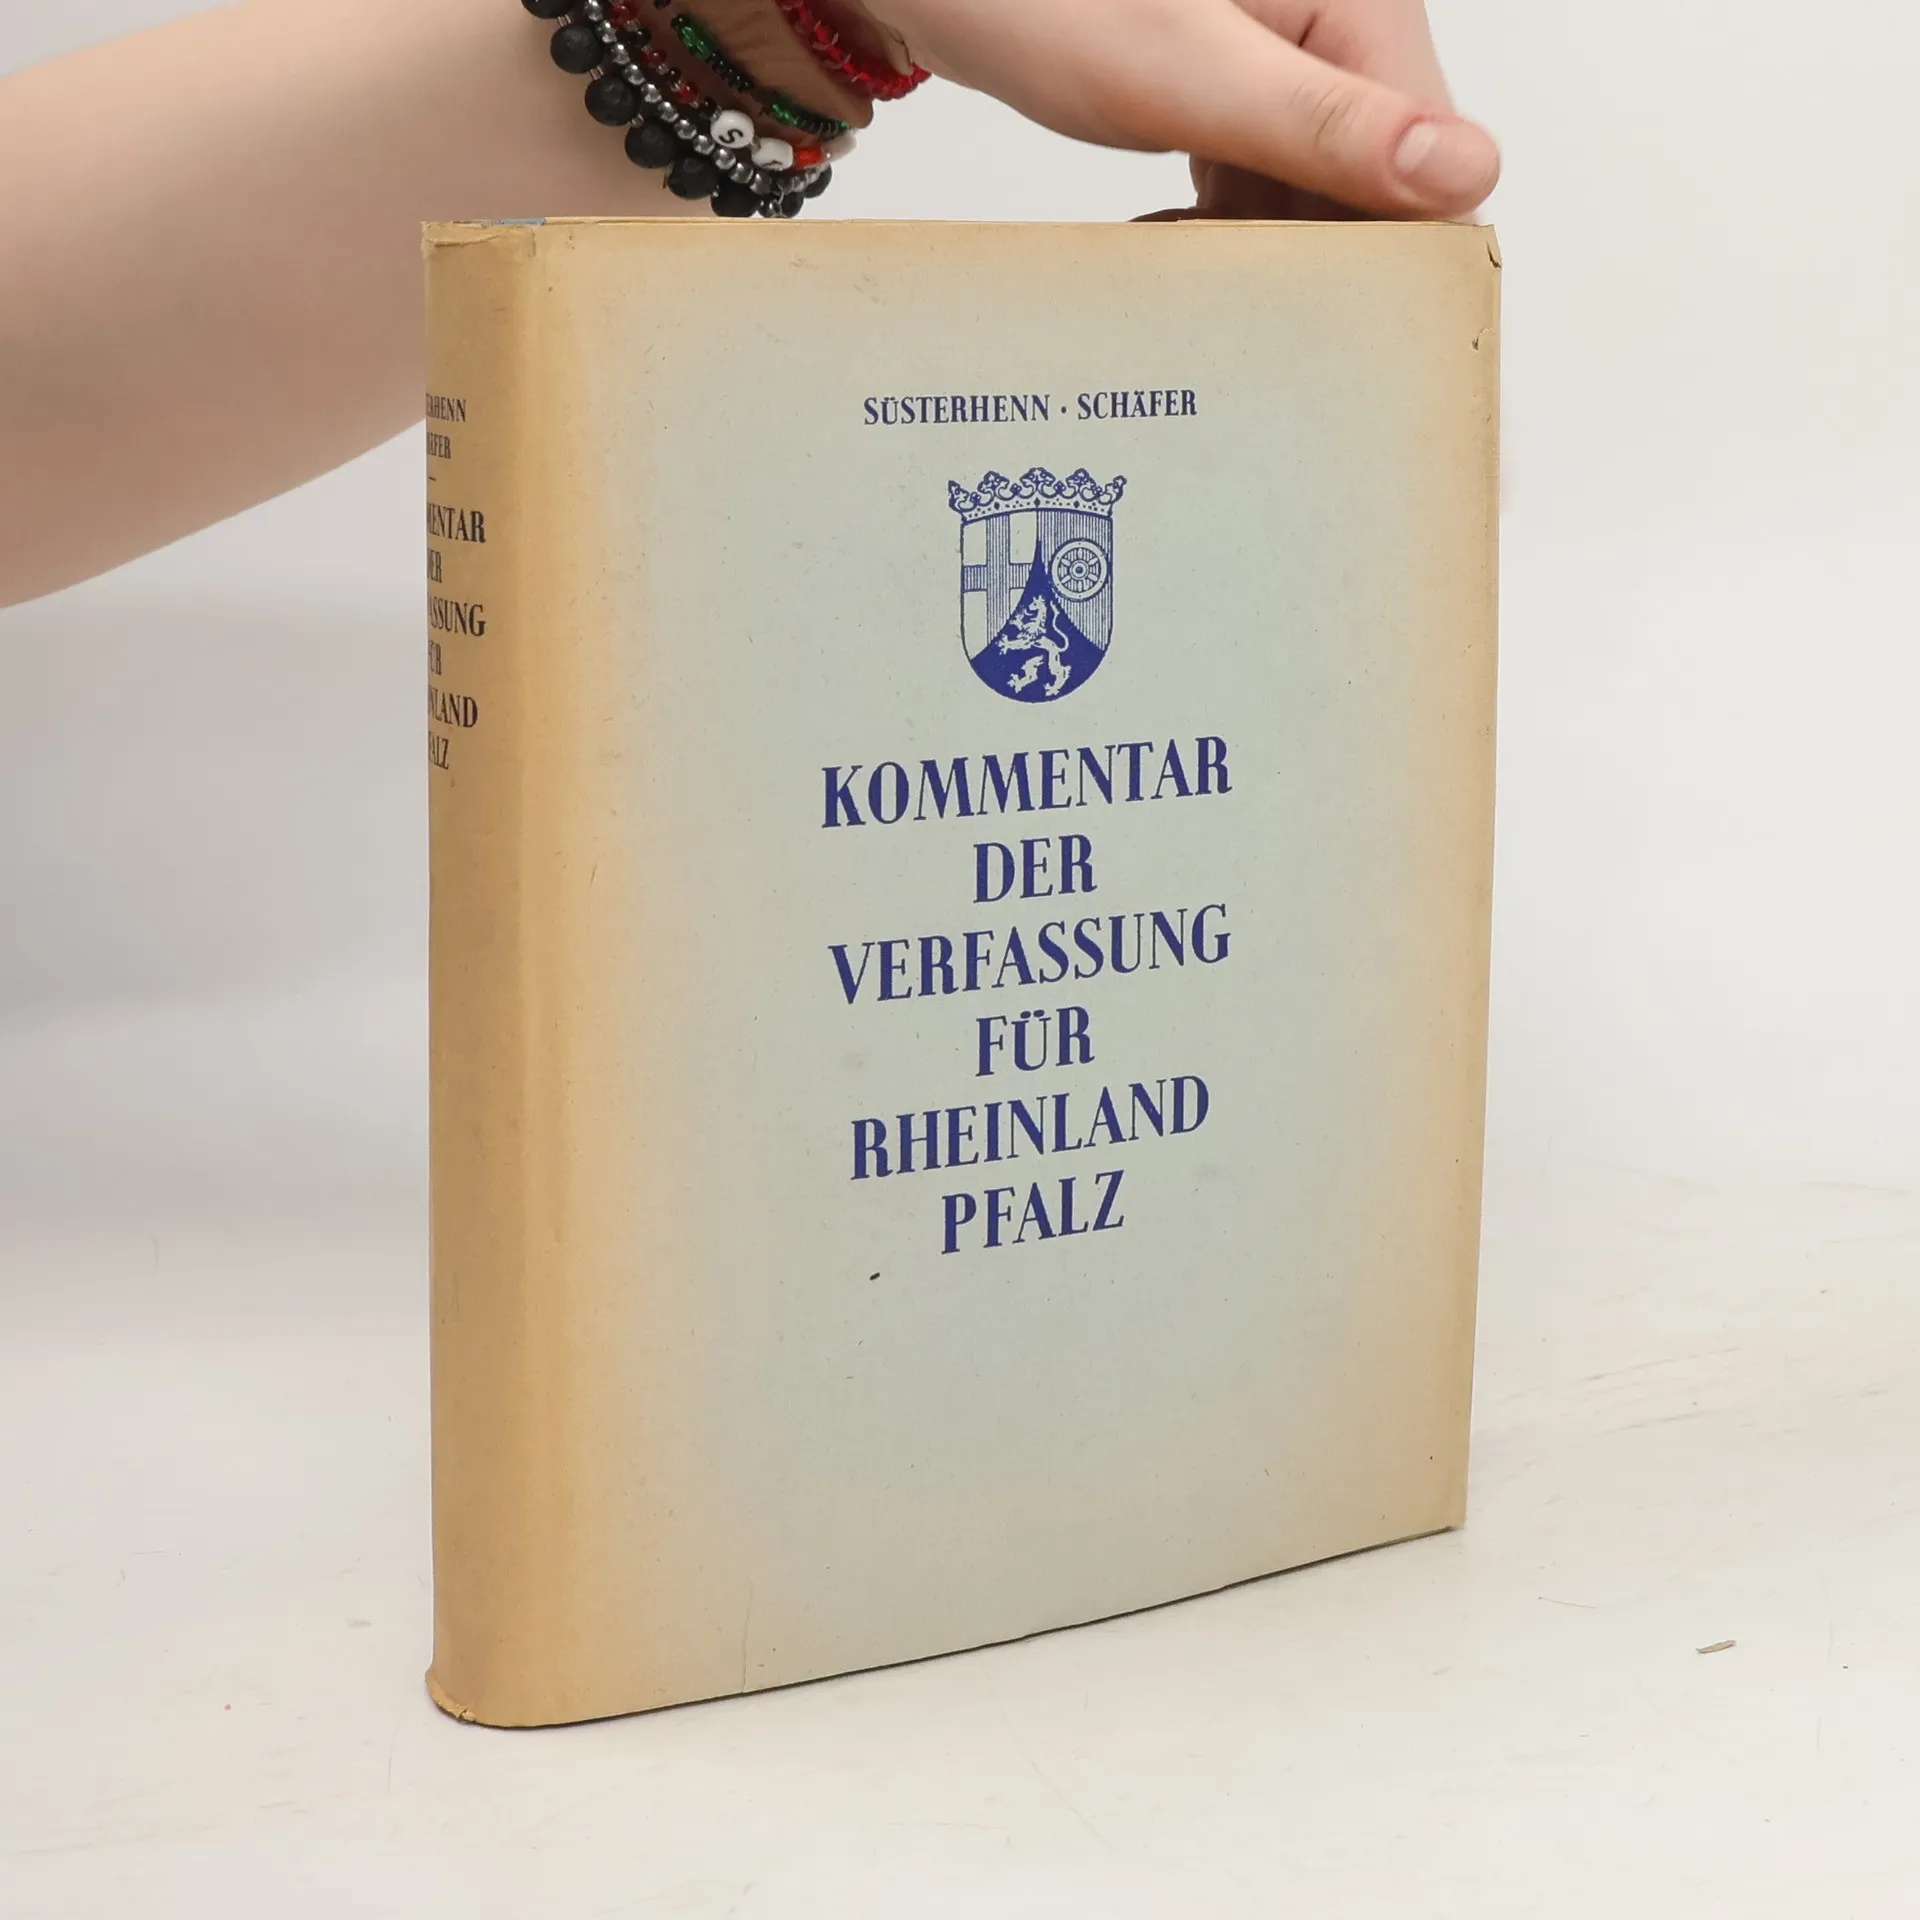 SÜSTERHENN · SCHÄFER
KOMMENTAR
DER
VERFASSUNG
FÜR
RHEINLAND
PFALZ
S